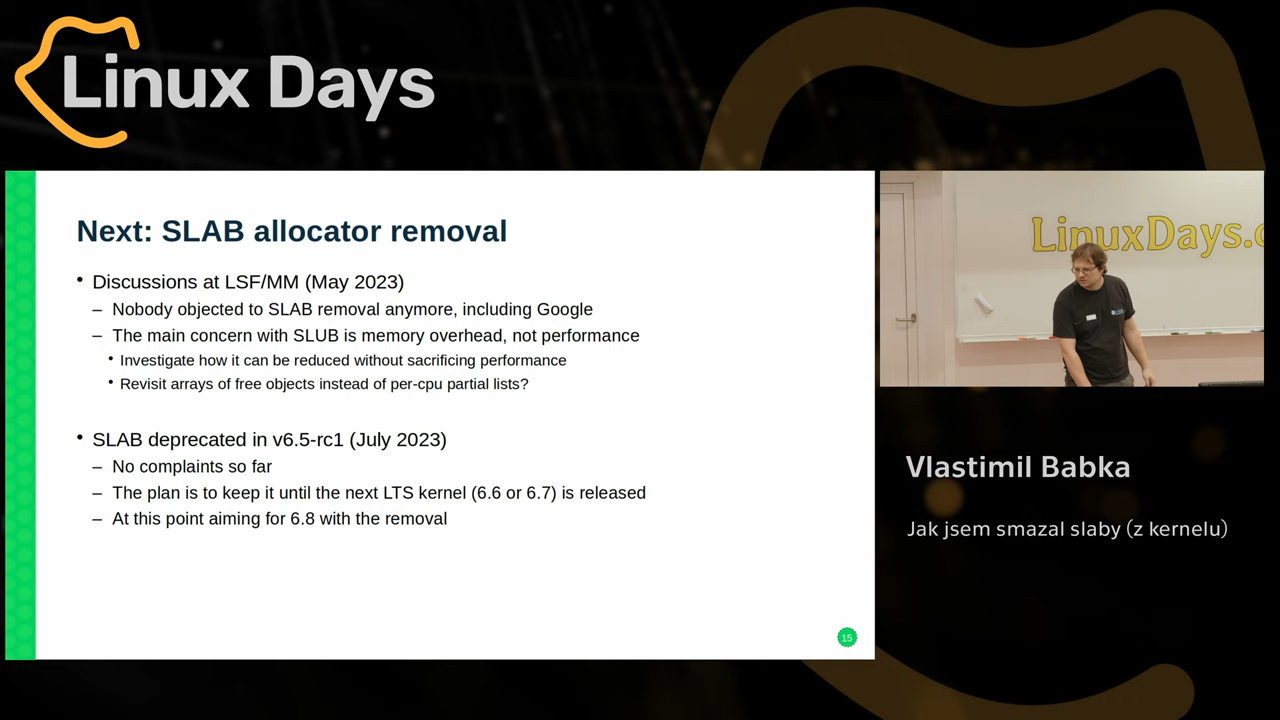 Linux Days
Next: SLAB allocator removal
• Discussions at LSF/MM (May 2023)
– Nobody objected to SLAB removal anymore, including Google
– The main concern with SLUB is memory overhead, not performance
• Investigate how it can be reduced without sacrificing performance
• Revisit arrays of free objects instead of per-cpu partial lists?
• SLAB deprecated in v6.5-rc1 (July 2023)
– No complaints so far
– The plan is to keep it until the next LTS kernel (6.6 or 6.7) is released
– At this point aiming for 6.8 with the removal
15
LinuxDays.c
Vlastimil Babka
Jak jsem smazal slaby (z kernelu)